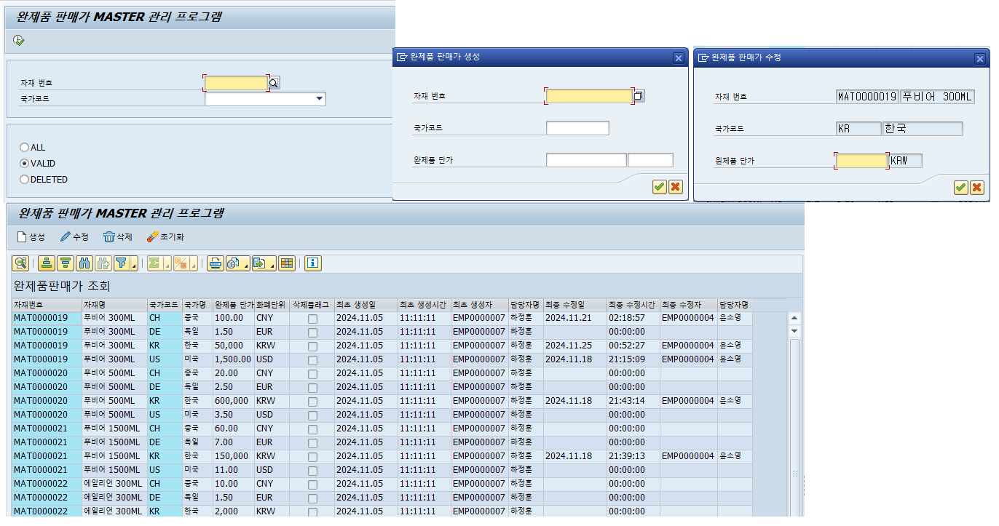 완제품 판매가 MASTER 관리 프로그램
자재 번호
국가코드
ALL
VALID
DELETED
완제품 판매가 생성
자재 번호
국가코드
완제품 단가
완제품 판매가 수정
자재 번호 MAT0000019 푸비어 300ML
국가코드 KR 한국
원제품 단가 KRW
완제품 판매가 MASTER 관리 프로그램
생성 수정 삭제 초기화
완제품판매가 조회
자재번호 자재명 국가코드 국가명 완제품 단가 화폐단위 삭제플래그 최초 생성일 최초 생성시간 최초 생성자 담당자명 최종 수정일 최종 수정시간 최종 수정자 담당자명
MAT0000019 푸비어 300ML CH 중국 100.00 CNY 2024.11.05 11:11:11 EMP0000007 하정훈 2024.11.21 02:18:57 EMP0000004 윤소영
MAT0000019 푸비어 300ML DE 독일 1.50 EUR 2024.11.05 11:11:11 EMP0000007 하정훈 00:00:00
MAT0000019 푸비어 300ML KR 한국 50,000 KRW 2024.11.05 11:11:11 EMP0000007 하정훈 2024.11.25 00:52:27 EMP0000004 윤소영
MAT0000019 푸비어 300ML US 미국 1,500.00 USD 2024.11.05 11:11:11 EMP0000007 하정훈 2024.11.18 21:15:09 EMP0000004 윤소영
MAT0000020 푸비어 500ML CH 중국 20.00 CNY 2024.11.05 11:11:11 EMP0000007 하정훈 00:00:00
MAT0000020 푸비어 500ML DE 독일 2.50 EUR 2024.11.05 11:11:11 EMP0000007 하정훈 00:00:00
MAT0000020 푸비어 500ML KR 한국 600,000 KRW 2024.11.05 11:11:11 EMP0000007 하정훈 2024.11.18 21:43:14 EMP0000004 윤소영
MAT0000020 푸비어 500ML US 미국 3.50 USD 2024.11.05 11:11:11 EMP0000007 하정훈 00:00:00
MAT0000021 푸비어 1500ML CH 중국 60.00 CNY 2024.11.05 11:11:11 EMP0000007 하정훈 00:00:00
MAT0000021 푸비어 1500ML DE 독일 7.00 EUR 2024.11.05 11:11:11 EMP0000007 하정훈 00:00:00
MAT0000021 푸비어 1500ML KR 한국 150,000 KRW 2024.11.05 11:11:11 EMP0000007 하정훈 2024.11.18 21:39:13 EMP0000004 윤소영
MAT0000021 푸비어 1500ML US 미국 11.00 USD 2024.11.05 11:11:11 EMP0000007 하정훈 00:00:00
MAT0000022 에일리언 300ML CH 중국 10.00 CNY 2024.11.05 11:11:11 EMP0000007 하정훈 00:00:00
MAT0000022 에일리언 300ML DE 독일 1.50 EUR 2024.11.05 11:11:11 EMP0000007 하정훈 00:00:00
MAT0000022 에일리언 300ML KR 한국 2,000 KRW 2024.11.05 11:11:11 EMP0000007 하정훈 00:00:00